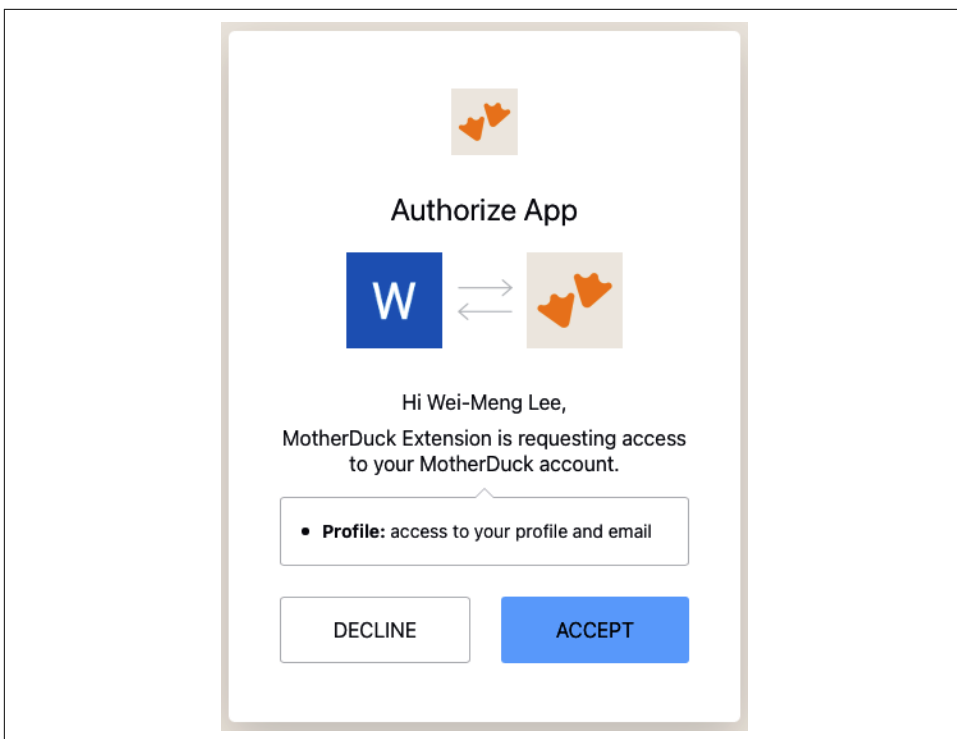 Authorize App
W
Hi Wei-Meng Lee,
MotherDuck Extension is requesting access
to your MotherDuck account.
• Profile: access to your profile and email
DECLINE
ACCEPT